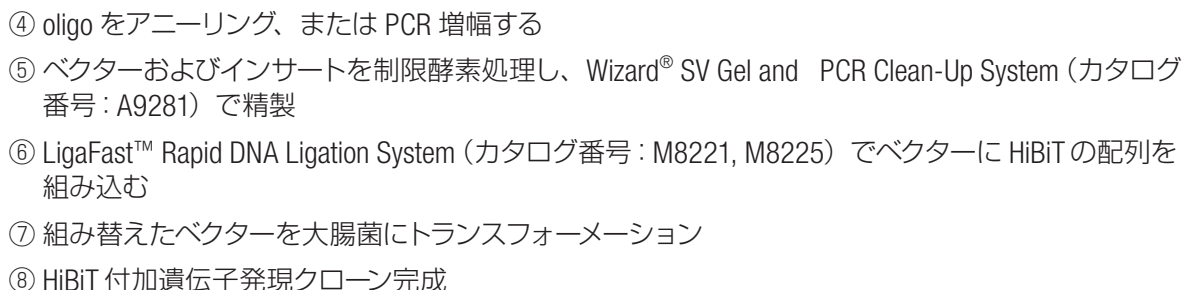 ④ oligo をアニーリング、または PCR 増幅する
⑤ ベクターおよびインサートを制限酵素処理し、Wizard® SV Gel and PCR Clean-Up System（カタログ
番号：A9281）で精製
⑥ LigaFast™ Rapid DNA Ligation System（カタログ番号：M8221, M8225）でベクターに HiBiT の配列を
組み込む
⑦ 組み替えたベクターを大腸菌にトランスフォーメーション
⑧ HiBiT 付加遺伝子発現クローン完成